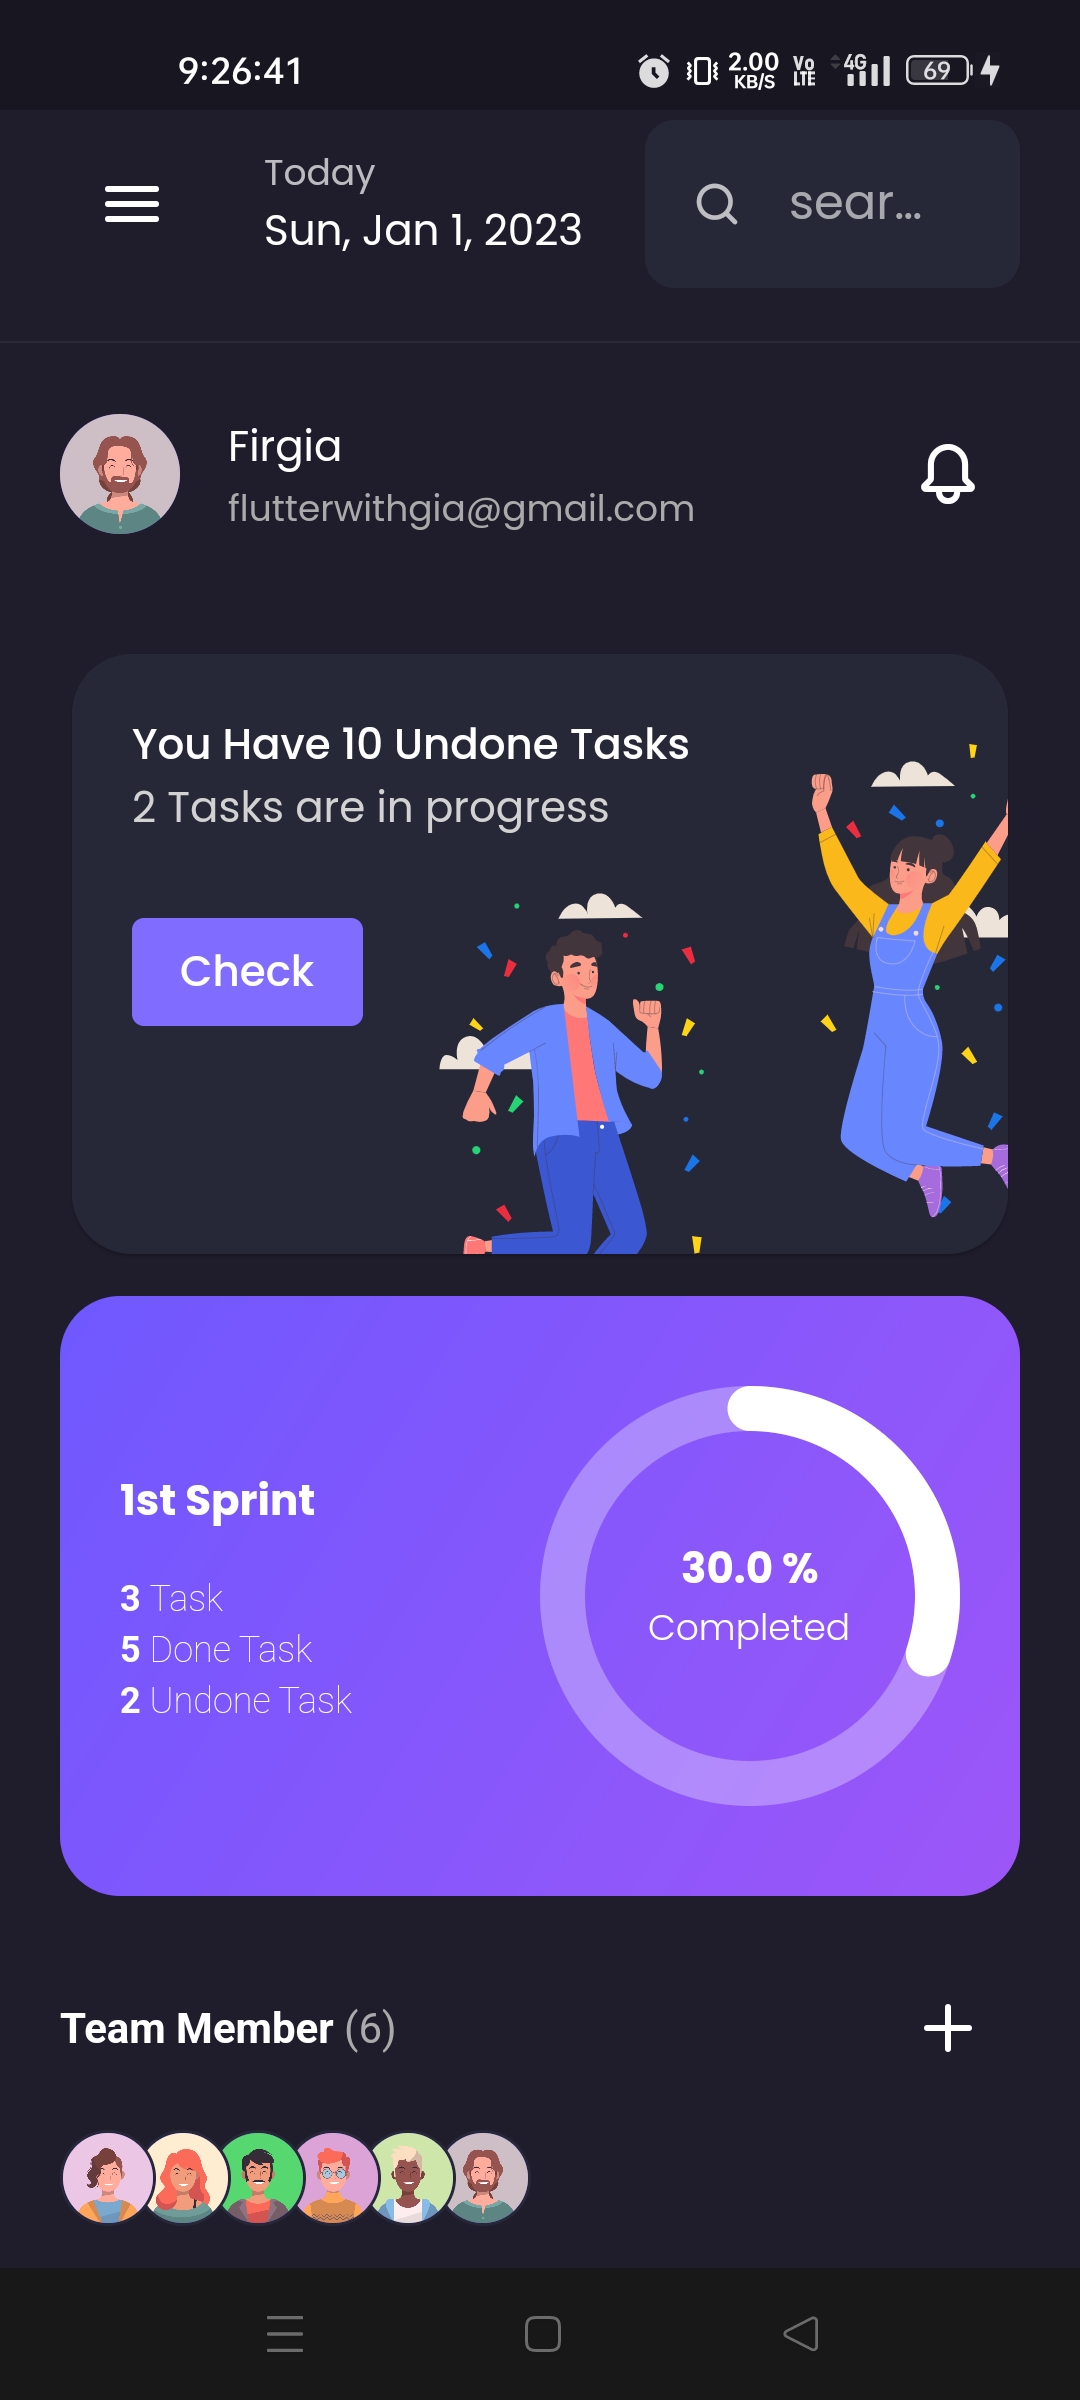 9:26:41
2.00
KB/S
Vo
LTE
4G
69
Today
Sun, Jan 1, 2023
sear...
Firgia
flutterwithgia@gmail.com
You Have 10 Undone Tasks
2 Tasks are in progress
Check
1st Sprint
3 Task
5 Done Task
2 Undone Task
30.0 %
Completed
Team Member (6)